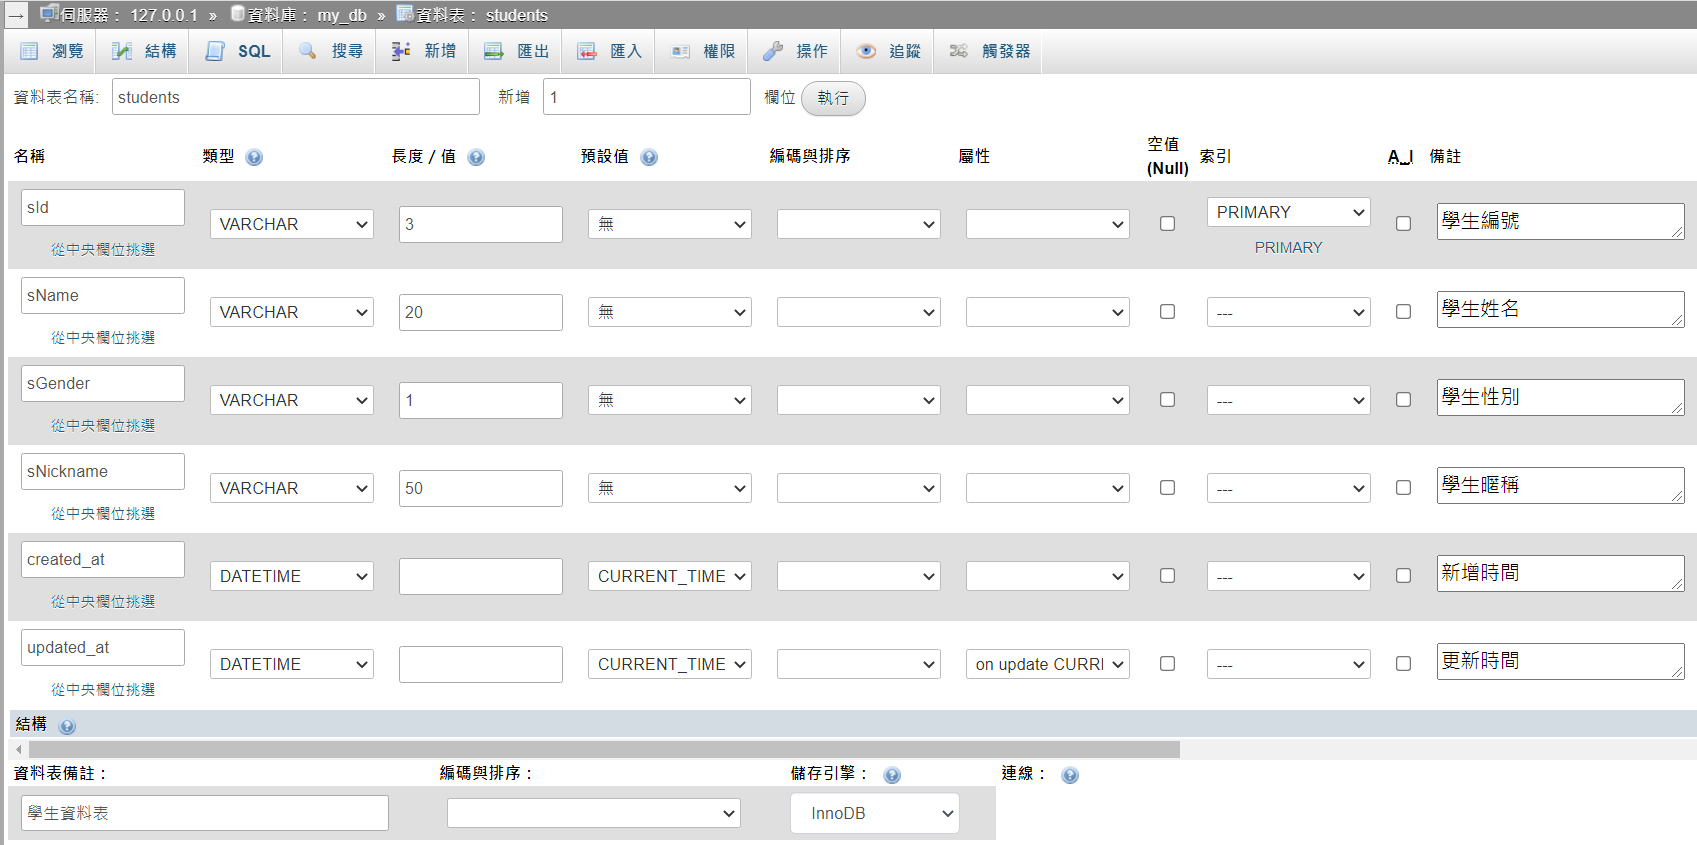 伺服器： 127.0.0.1 » 資料庫： my_db » 資料表： students
瀏覽 結構 SQL 搜尋 新增 匯出 匯入 權限 操作 追蹤 觸發器
資料表名稱: students 新增 1 欄位 執行
名稱 類型 長度 / 值 預設值 編碼與排序 屬性 空值 (Null) 索引 A_I 備註
sId VARCHAR 3 無 PRIMARY 學生編號
從中央欄位挑選 PRIMARY
sName VARCHAR 20 無 --- 學生姓名
從中央欄位挑選
sGender VARCHAR 1 無 --- 學生性別
從中央欄位挑選
sNickname VARCHAR 50 無 --- 學生暱稱
從中央欄位挑選
created_at DATETIME CURRENT_TIME --- 新增時間
從中央欄位挑選
updated_at DATETIME CURRENT_TIME on update CURRI --- 更新時間
從中央欄位挑選
結構
資料表備註： 編碼與排序： 儲存引擎： 連線：
學生資料表 InnoDB